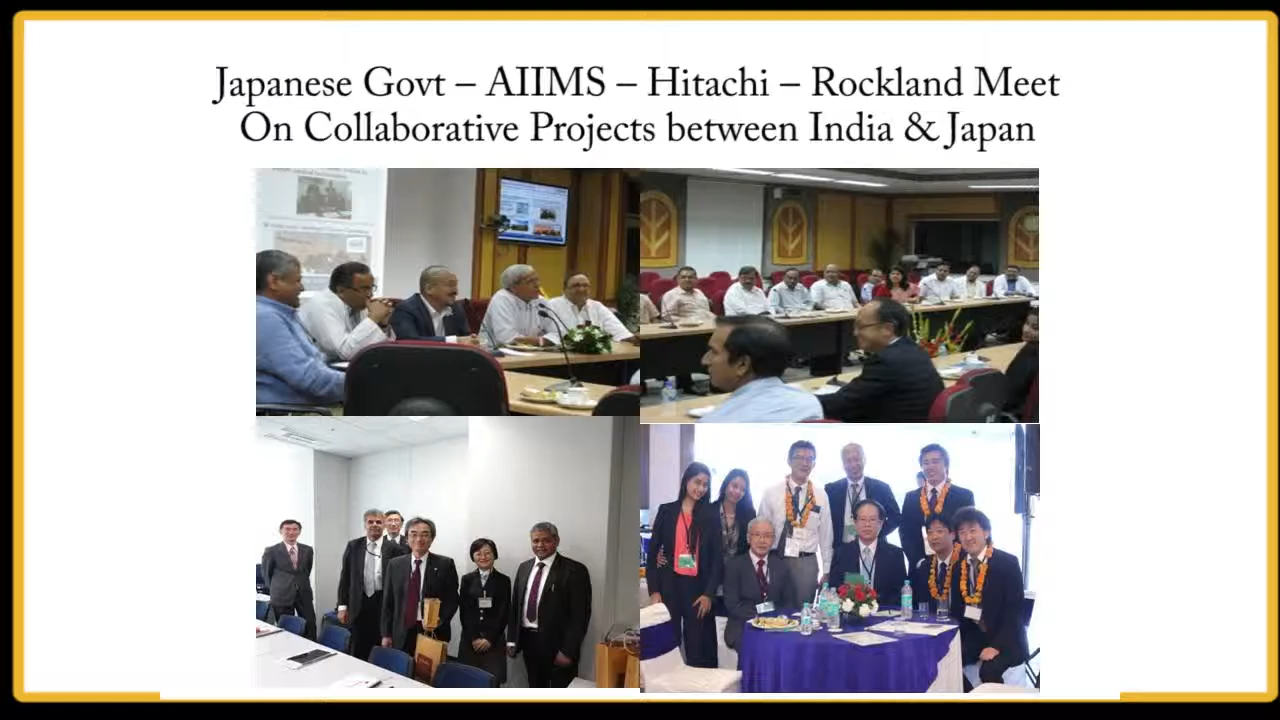 Japanese Govt – AIIMS – Hitachi – Rockland Meet
On Collaborative Projects between India & Japan